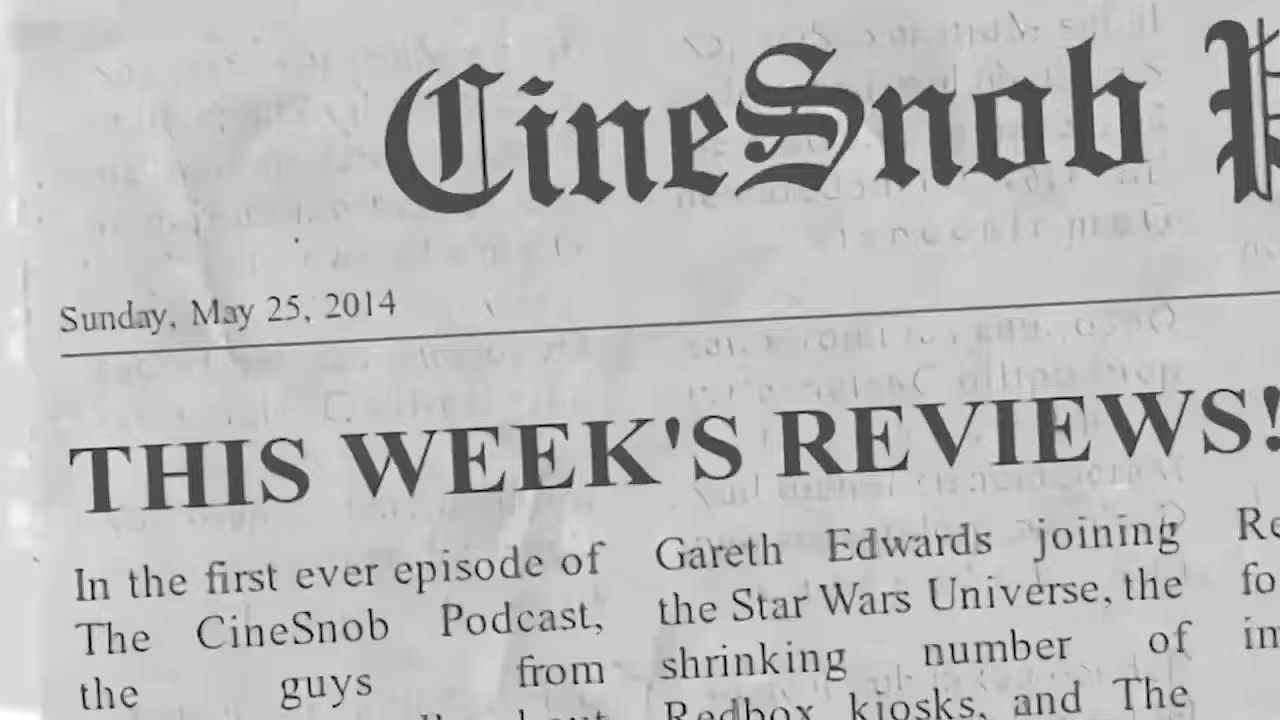 CineSnob
Sunday, May 25, 2014
THIS WEEK'S REVIEWS!
In the first ever episode of
The CineSnob Podcast,
the guys from
Gareth Edwards joining
the Star Wars Universe, the
shrinking number of
Redbox kiosks, and The